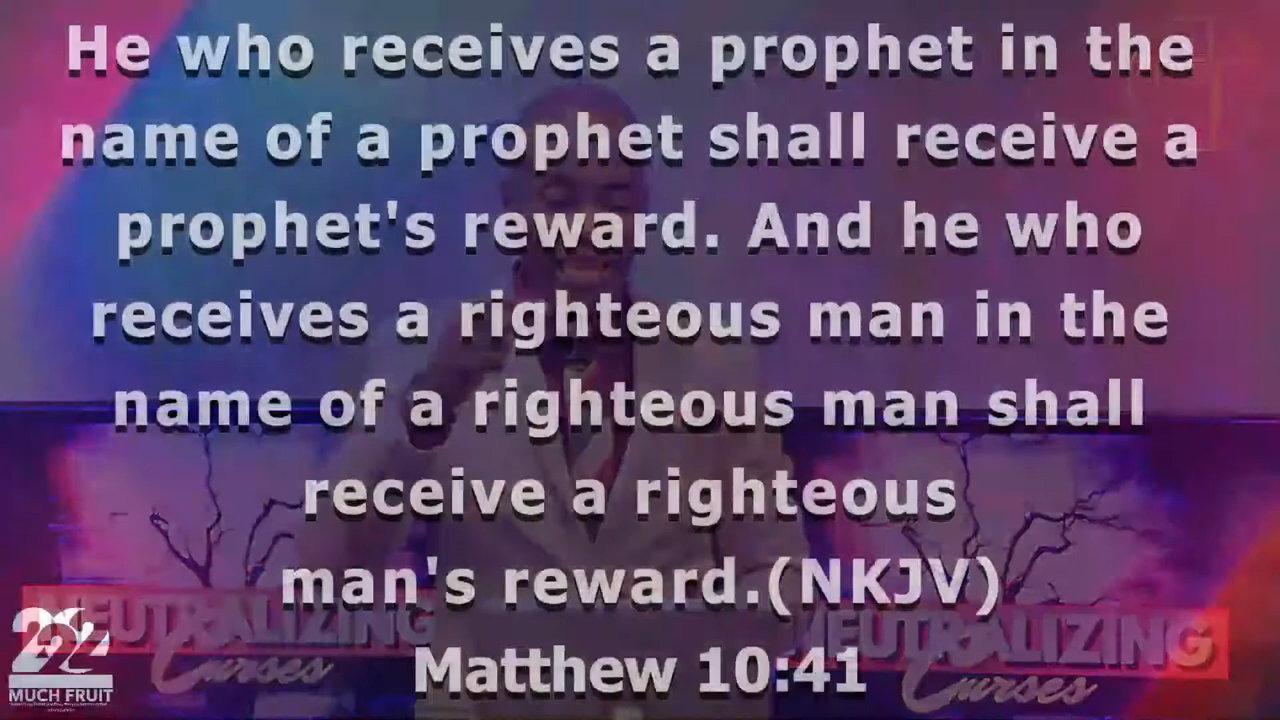 He who receives a prophet in the
name of a prophet shall receive a
prophet's reward. And he who
receives a righteous man in the
name of a righteous man shall
receive a righteous
man's reward.(NKJV)
Matthew 10:41
NEUTRALIZING
Curses
NEUTRALIZING
Curses
MUCH FRUIT